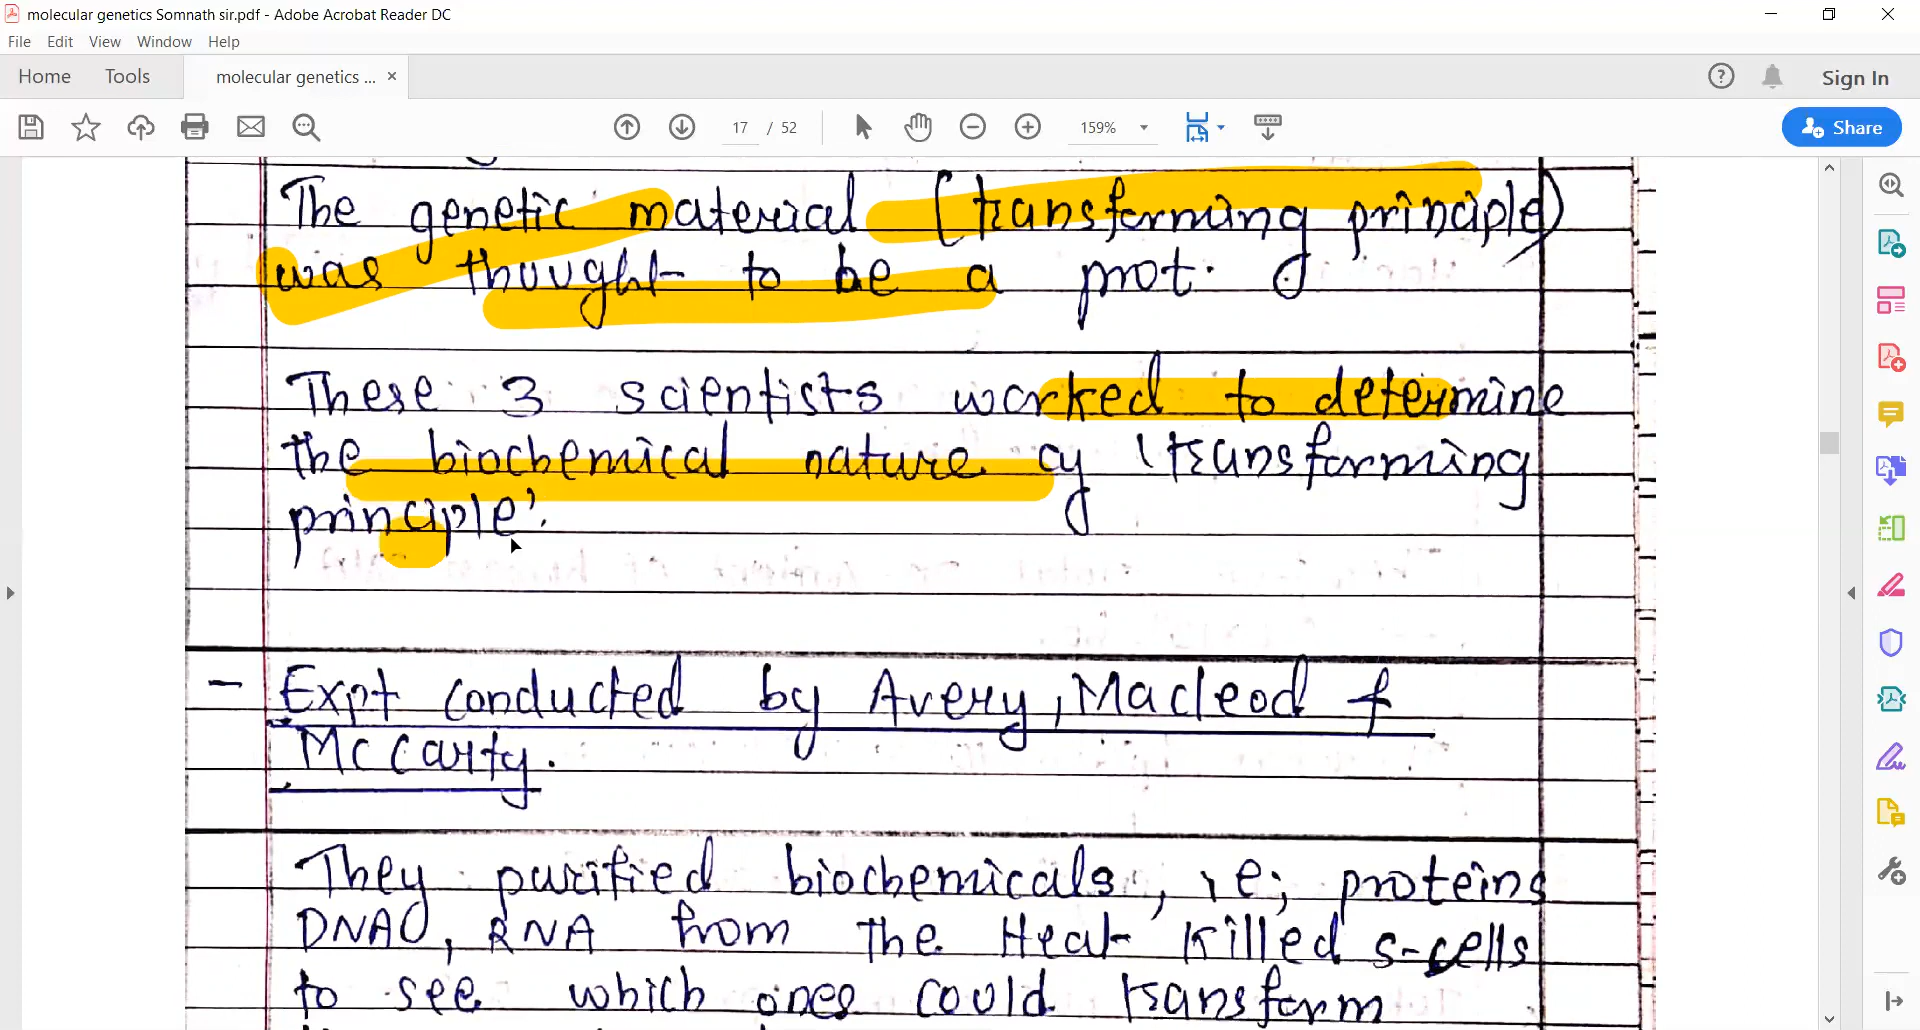 molecular genetics Somnath sir.pdf - Adobe Acrobat Reader DC
File Edit View Window Help
Home Tools molecular genetics ... × Sign In
17 / 52 159% Share
The genetic material (transforming principle)
was thought to be a prot.
These 3 scientists worked to determine
the biochemical nature of 'transforming
principle'.
- Expt conducted by Avery, Macleod &
McCarty.
They purified biochemicals, ie; proteins
DNA, RNA from the Heat killed s-cells
to see which ones could transform